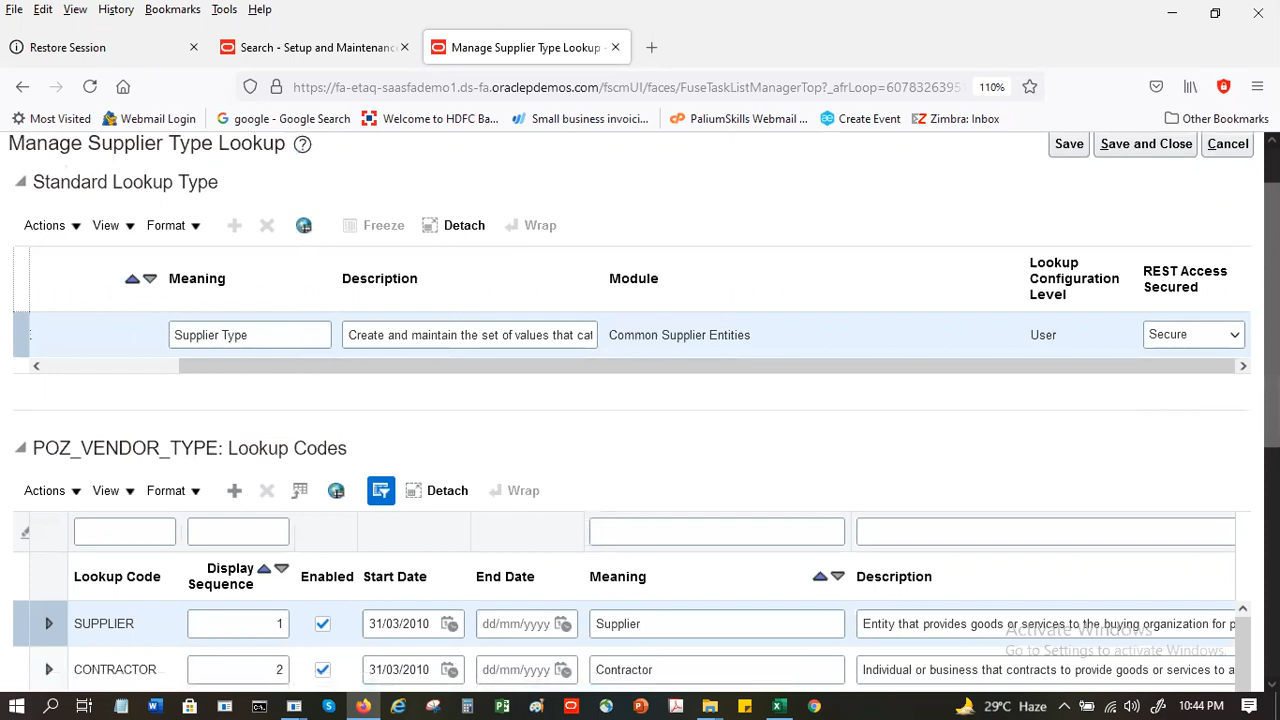 File Edit View History Bookmarks Tools Help
Restore Session × Search - Setup and Maintenance × Manage Supplier Type Lookup - × +
https://fa-etaq-saasfademo1.ds-fa.oracledemos.com/fscmUI/faces/FuseTaskListManagerTop?_afrLoop=6078326395 110%
Most Visited Webmail Login google - Google Search Welcome to HDFC Ba... Small business invoici... PaliumSkills Webmail ... Create Event Zimbra: Inbox Other Bookmarks
Manage Supplier Type Lookup ? Save Save and Close Cancel
Standard Lookup Type
Actions View Format Freeze Detach Wrap
Meaning Description Module Lookup Configuration Level REST Access Secured
Supplier Type Create and maintain the set of values that cat Common Supplier Entities User Secure
POZ_VENDOR_TYPE: Lookup Codes
Actions View Format Detach Wrap
Lookup Code Display Sequence Enabled Start Date End Date Meaning Description
SUPPLIER 1 31/03/2010 dd/mm/yyyy Supplier Entity that provides goods or services to the buying organization for p
Activate Windows
Go to Settings to activate Windows.
CONTRACTOR 2 31/03/2010 dd/mm/yyyy Contractor Individual or business that contracts to provide goods or services to a
29°C Haze ENG 10:44 PM